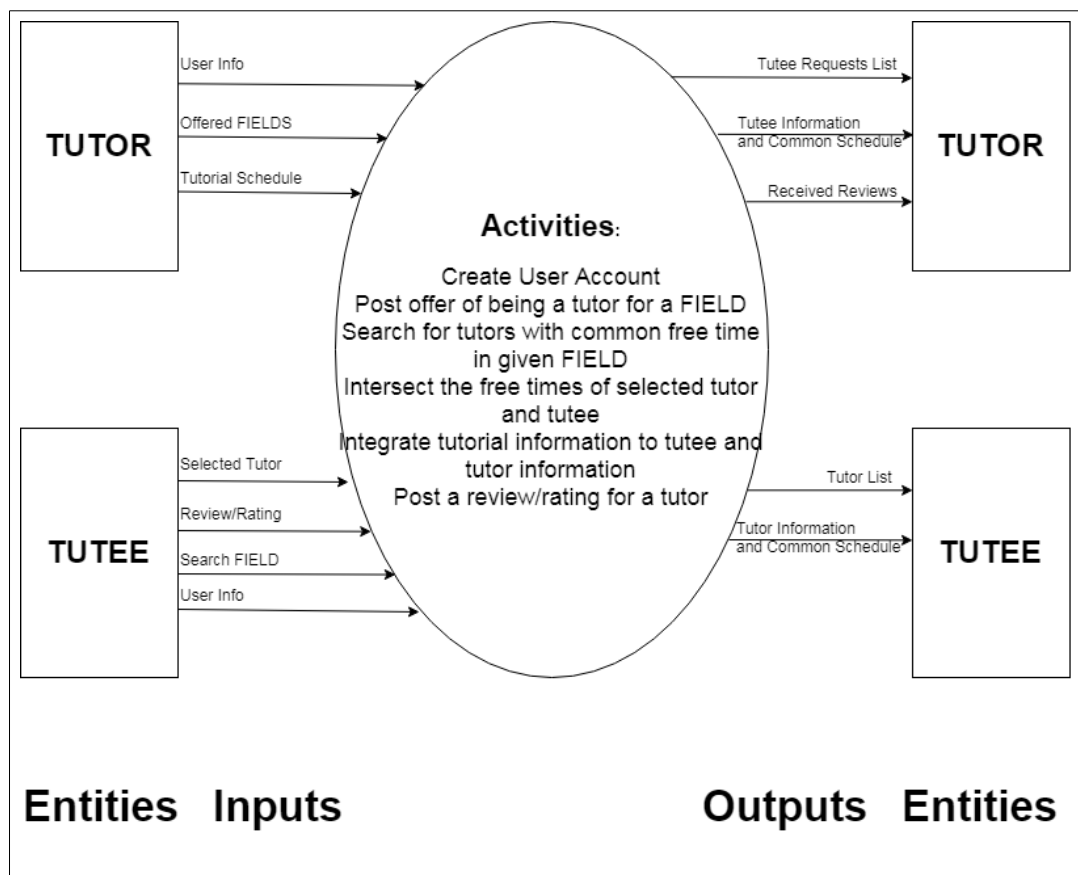 TUTOR
User Info
Offered FIELDS
Tutorial Schedule
TUTEE
Selected Tutor
Review/Rating
Search FIELD
User Info
Activities:
Create User Account
Post offer of being a tutor for a FIELD
Search for tutors with common free time
in given FIELD
Intersect the free times of selected tutor
and tutee
Integrate tutorial information to tutee and
tutor information
Post a review/rating for a tutor
Tutee Requests List
Tutee Information
and Common Schedule
Received Reviews
TUTOR
Tutor List
Tutor Information
and Common Schedule
TUTEE
Entities Inputs Outputs Entities